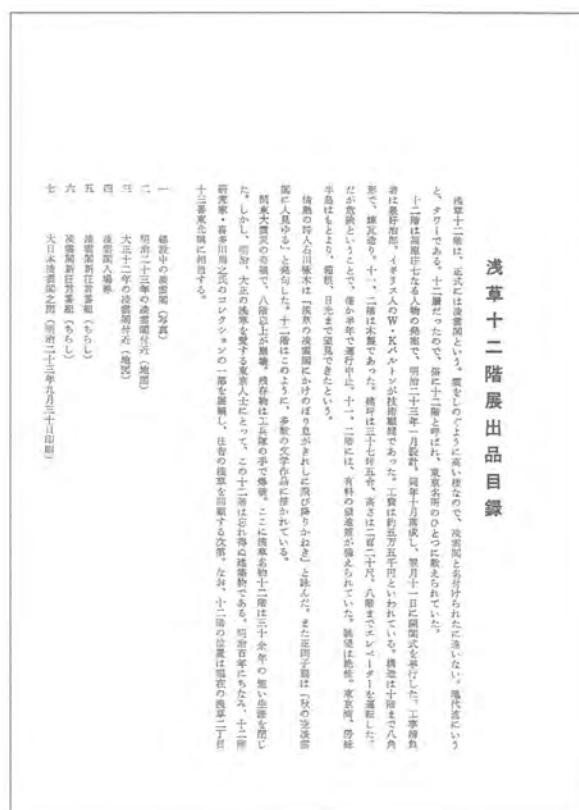 浅草十二階展出品目録
浅草十二階は、正式には凌雲閣という。雲をしのぐように高い楼なので、凌雲閣と名付けられたに違いない。現代流にいう
と、タワーである。十二層だったので、俗に十二階と呼ばれ、東京名所のひとつに数えられていた。
十二階は福原庄七なる人物の発案で、明治二十三年一月設計。同年十月落成し、翌月十一日に開閣式を挙行した。工事請負
者は泉好治郎。イギリス人のW・Kバルトンが技術顧問であった。工費は約五万五千円といわれている。構造は十階まで八角
形で、煉瓦造り。十一、二階は木製であった。建坪は三十七坪五合、高さは二百二十尺、八階までエレベーターを運転した。
だが危険ということで、僅か半年で運行中止。十一、二階には、有料の望遠鏡が備えられていた。眺望は絶佳。東京湾、房総
半島はもとより、箱根、日光まで望見できたという。
情熱の詩人石川啄木は「浅草の凌雲閣にかけのぼり息がきれしに飛び降りかねき」と詠んだ。また正岡子規は「秋の空凌雲
閣に人見ゆる」と発句した。十二階はこのように、多数の文学作品に描かれている。
関東大震災の奇禍で、八階以上が崩壊。残存物は工兵隊の手で爆破。ここに浅草名物十二階は三十余年の短い生涯を閉じ
た。しかし、明治、大正の浅草を愛する東京人士にとって、この十二階は忘れ得ぬ建築物である。明治百年にちなみ、十二階
研究家・喜多川周之氏のコレクションの一部を展観し、往昔の浅草を回顧する次第。なお、十二階の位置は現在の浅草二丁目
十三番東北隅に相当する。
一 建設中の凌雲閣（写真）
二 明治二十三年の凌雲閣付近（地図）
三 大正十二年の凌雲閣付近（地図）
四 凌雲閣入場券
五 凌雲閣新荘言番組（ちらし）
六 凌雲閣新荘言番組（ちらし）
七 大日本凌雲閣之図（明治二十三年九月三十日印刷）